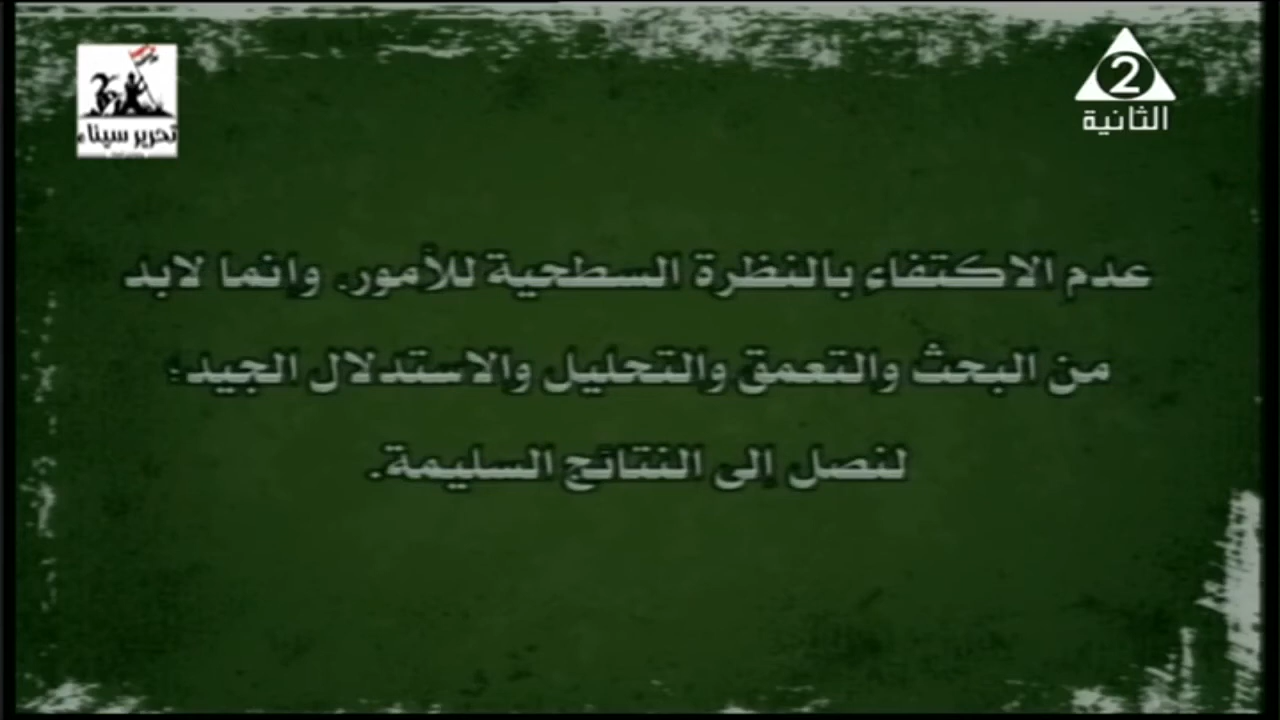 تحرير سيناء
2
الثانية
عدم الاكتفاء بالنظرة السطحية للأمور. وإنما لابد
من البحث والتعمق والتحليل والاستدلال الجيد؛
لنصل إلى النتائج السليمة.